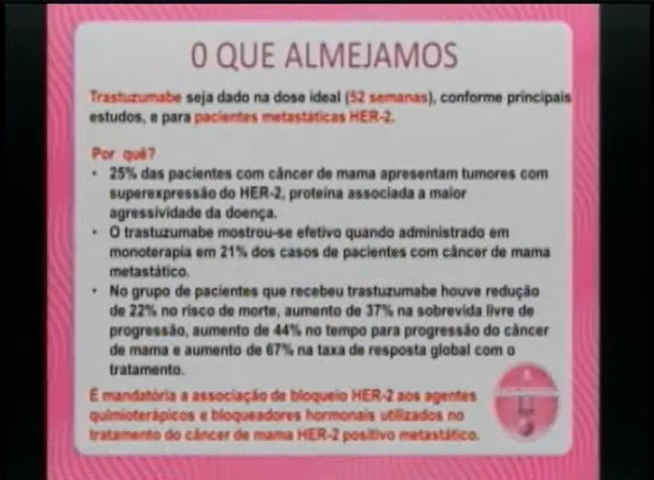 O QUE ALMEJAMOS
Trastuzumabe seja dado na dose ideal (52 semanas), conforme principais
estudos, e para pacientes metastáticas HER-2.
Por quê?
• 25% das pacientes com câncer de mama apresentam tumores com
superexpressão do HER-2, proteina associada a maior
agressividade da doença.
• O trastuzumabe mostrou-se efetivo quando administrado em
monoterapia em 21% dos casos de pacientes com câncer de mama
metastático.
• No grupo de pacientes que recebeu trastuzumabe houve redução
de 22% no risco de morte, aumento de 37% na sobrevida livre de
progressão, aumento de 44% no tempo para progressão do câncer
de mama e aumento de 67% na taxa de resposta global com o
tratamento.
É mandatória a associação de bloqueio HER-2 aos agentes
quimioterápicos e bloqueadores hormonais utilizados no
tratamento do câncer de mama HER-2 positivo metastático.